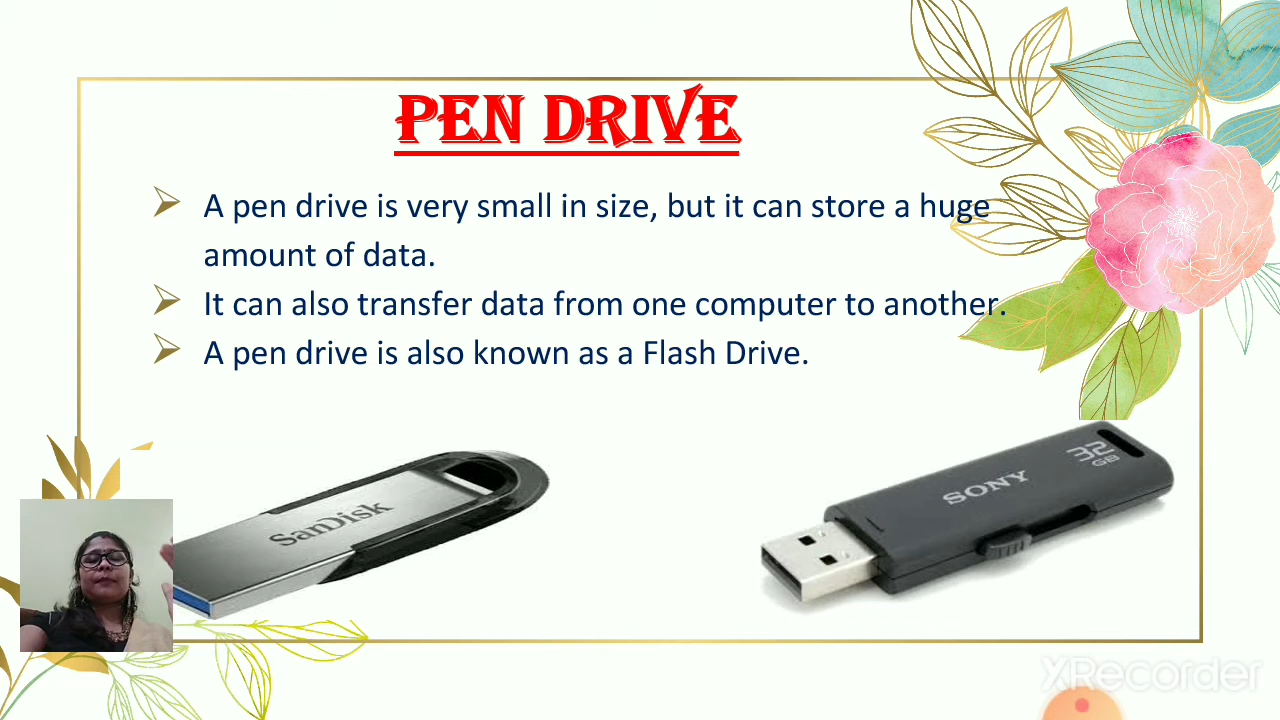 PEN DRIVE
A pen drive is very small in size, but it can store a huge
amount of data.
It can also transfer data from one computer to another.
A pen drive is also known as a Flash Drive.
SanDisk
SONY
32
GB
XRecorder